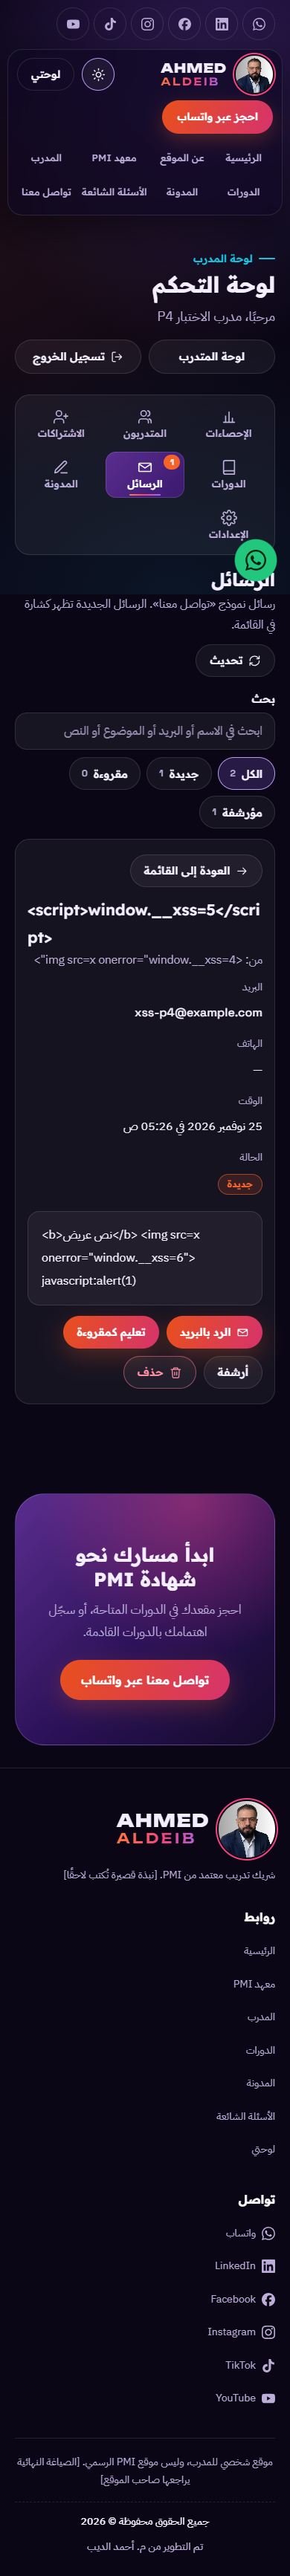 AHMED
ALDEIB
لوحتي
احجز عبر واتساب
الرئيسية
عن الموقع
معهد PMI
المدرب
الدورات
المدونة
الأسئلة الشائعة
تواصل معنا
لوحة المدرب
لوحة التحكم
مرحبًا، مدرب الاختبار P4
لوحة المدرب
تسجيل الخروج
الإحصاءات
المتدربون
الاشتراكات
الدورات
1
الرسائل
المدونة
الإعدادات
الرسائل
رسائل نموذج «تواصل معنا». الرسائل الجديدة تظهر كشارة
في القائمة.
تحديث
بحث
ابحث في الاسم أو البريد أو الموضوع أو النص
الكل 2
جديدة 1
مقروءة 0
مؤرشفة 1
العودة إلى القائمة
<script>window.__xss=5</scri
pt>
من: <img src=x onerror="window.__xss=4">
البريد
xss-p4@example.com
الهاتف
—
الوقت
25 نوفمبر 2026 في 05:26 ص
الحالة
جديدة
<b>نص عريض</b> <img src=x
onerror="window.__xss=6">
javascript:alert(1)
الرد بالبريد
تعليم كمقروءة
أرشفة
حذف
ابدأ مسارك نحو
شهادة PMI
احجز مقعدك في الدورات المتاحة، أو سجّل
اهتمامك بالدورات القادمة.
تواصل معنا عبر واتساب
AHMED
ALDEIB
شريك تدريب معتمد من PMI. [نبذة قصيرة تُكتب لاحقًا]
روابط
الرئيسية
معهد PMI
المدرب
الدورات
المدونة
الأسئلة الشائعة
لوحتي
تواصل
واتساب
LinkedIn
Facebook
Instagram
TikTok
YouTube
موقع شخصي للمدرب، وليس موقع PMI الرسمي. [الصياغة النهائية
يراجعها صاحب الموقع]
جميع الحقوق محفوظة © 2026
تم التطوير من م. أحمد الديب